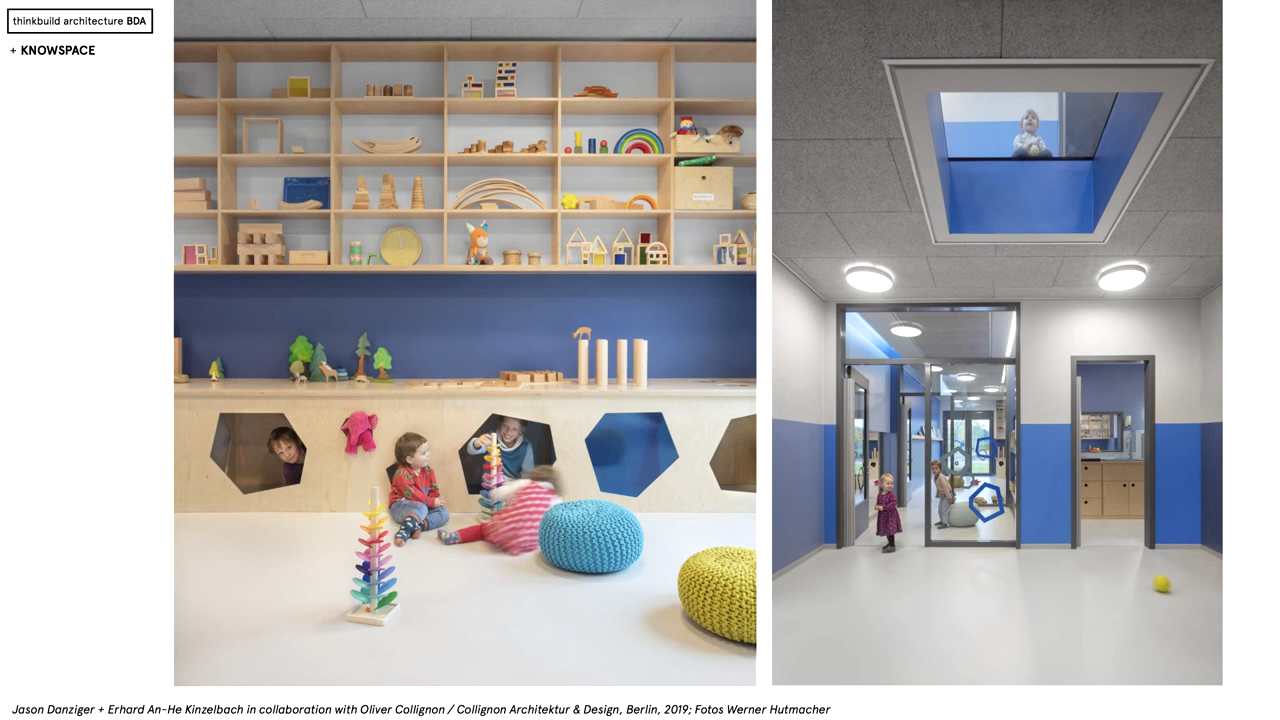 thinkbuild architecture BDA
+ KNOWSPACE
Jason Danziger + Erhard An-He Kinzelbach in collaboration with Oliver Collignon / Collignon Architektur & Design, Berlin, 2019; Fotos Werner Hutmacher